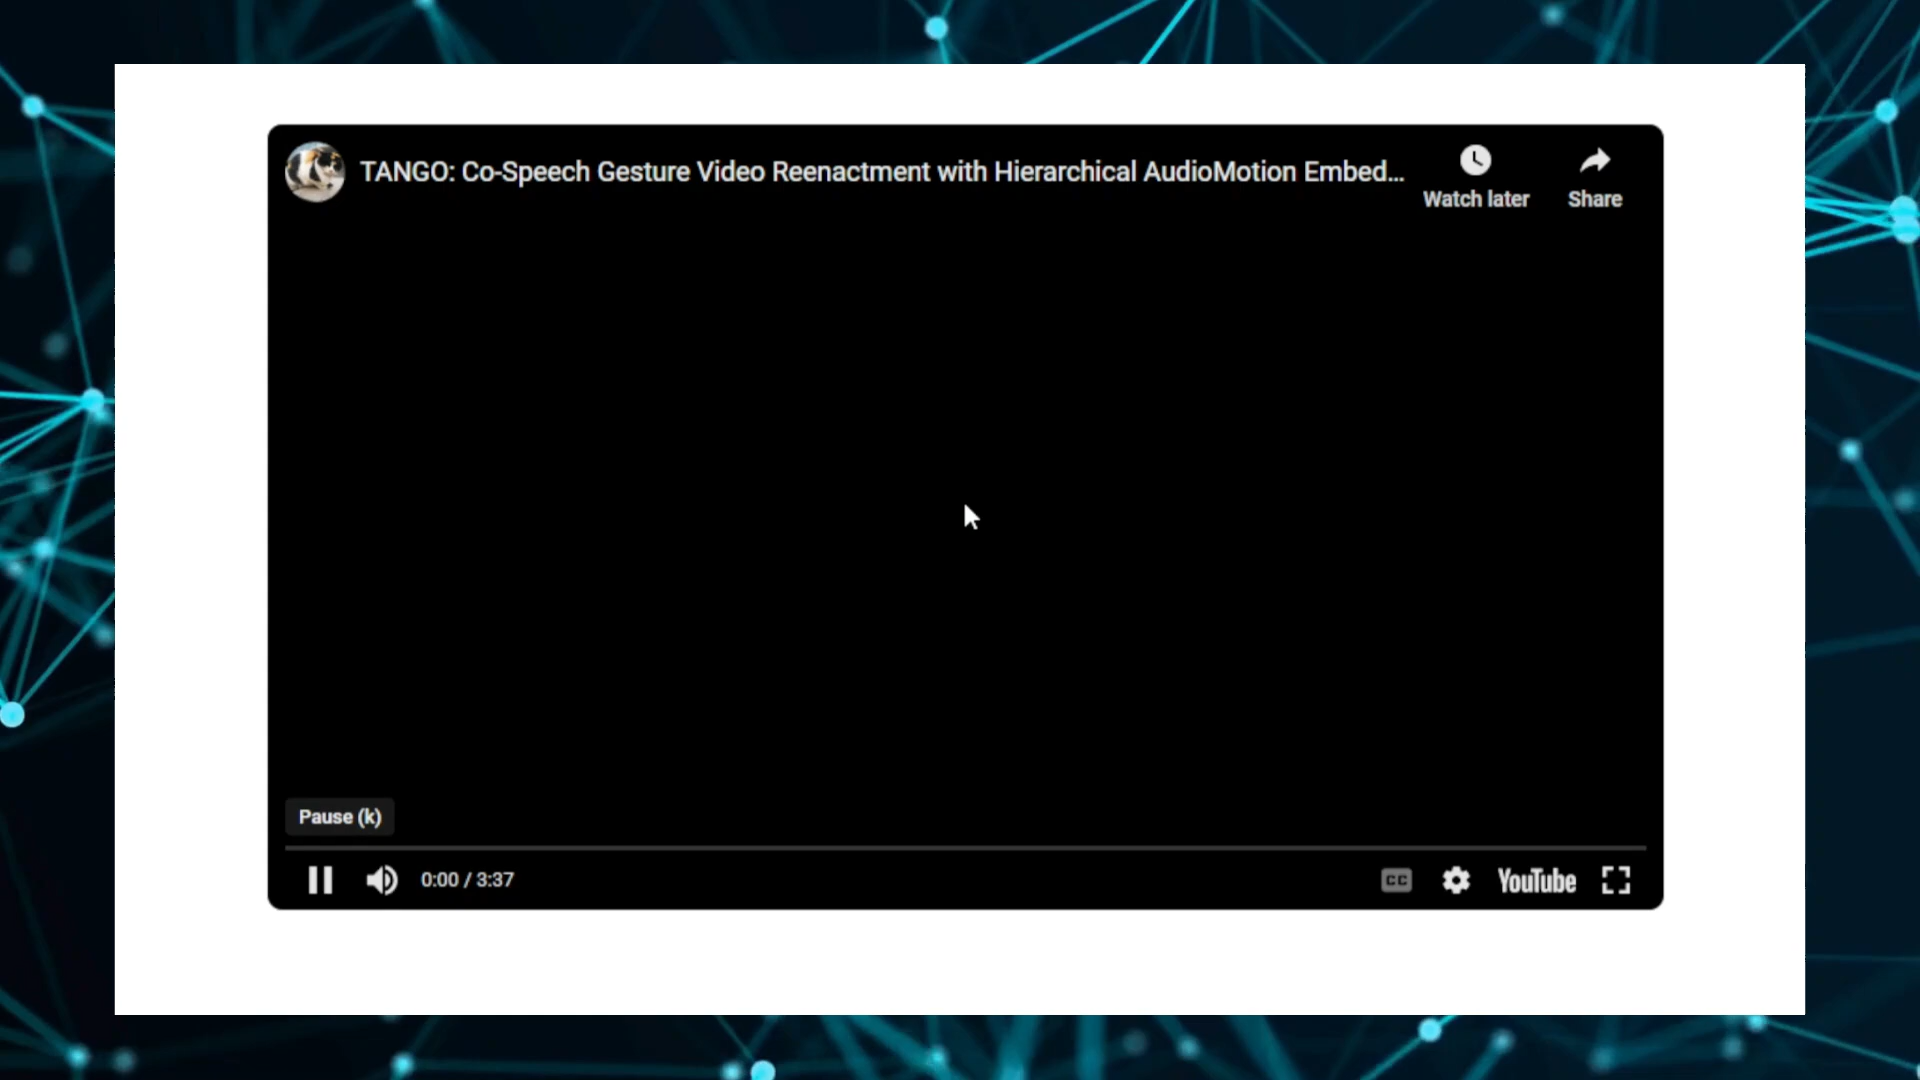 TANGO: Co-Speech Gesture Video Reenactment with Hierarchical AudioMotion Embed...
Watch later
Share
Pause (k)
0:00 / 3:37
CC
YouTube